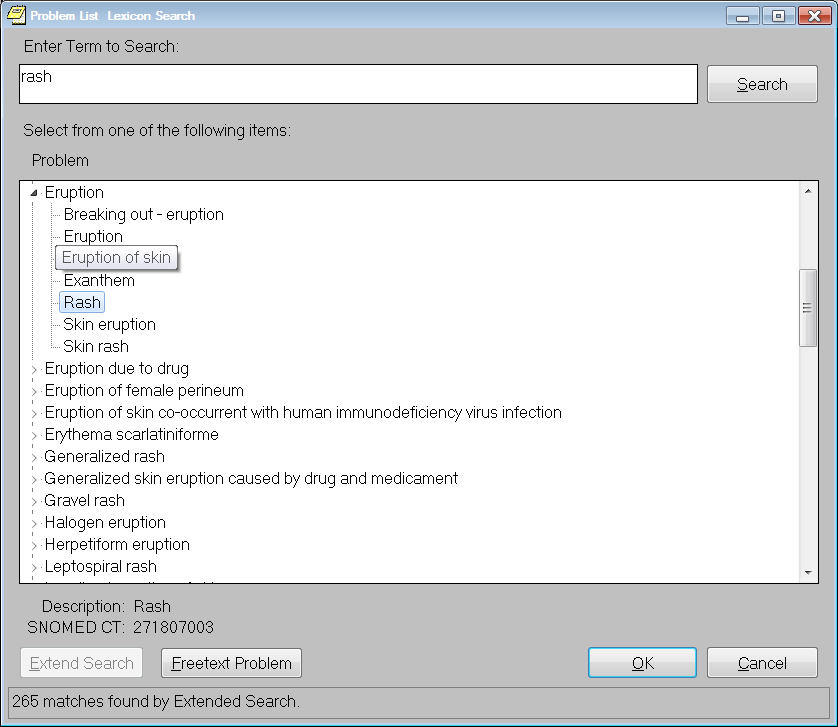 Problem List Lexicon Search
Enter Term to Search:
rash
Search
Select from one of the following items:
Problem
Eruption
Breaking out - eruption
Eruption
Eruption of skin
Exanthem
Rash
Skin eruption
Skin rash
Eruption due to drug
Eruption of female perineum
Eruption of skin co-occurrent with human immunodeficiency virus infection
Erythema scarlatiniforme
Generalized rash
Generalized skin eruption caused by drug and medicament
Gravel rash
Halogen eruption
Herpetiform eruption
Leptospiral rash
Description: Rash
SNOMED CT: 271807003
Extend Search Freetext Problem OK Cancel
265 matches found by Extended Search.